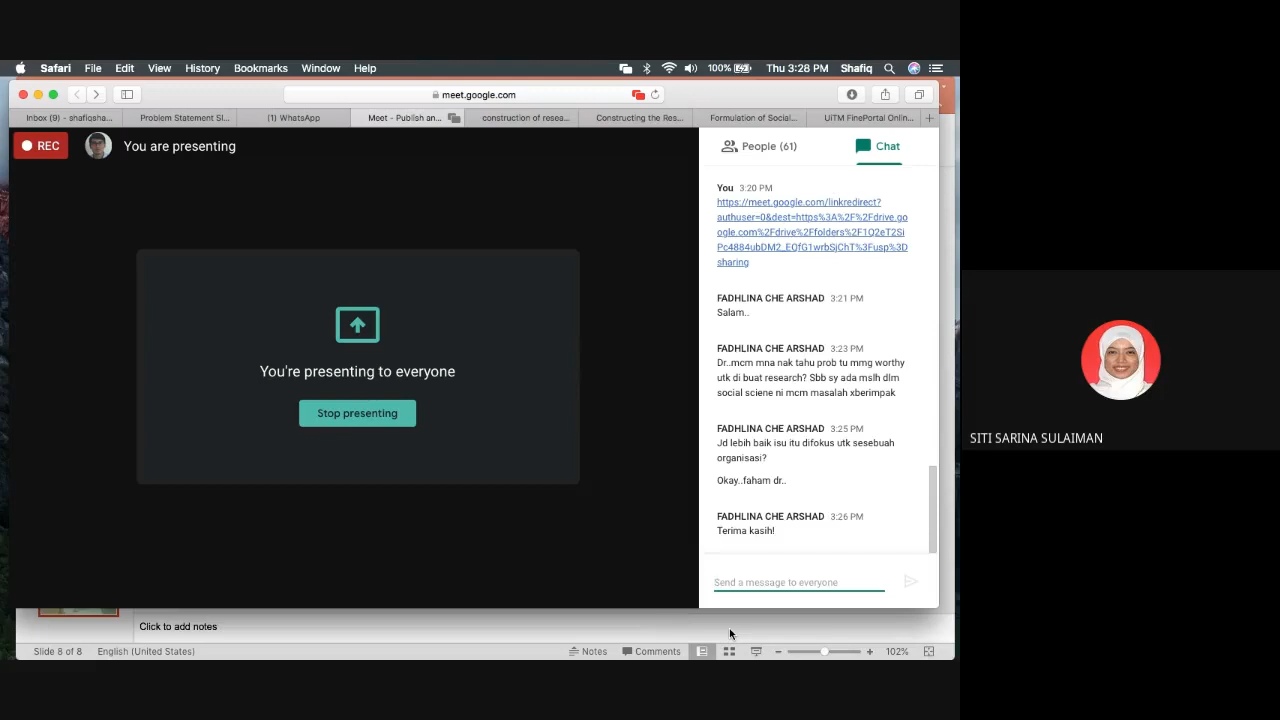 Safari File Edit View History Bookmarks Window Help 100% Thu 3:28 PM Shafiq
meet.google.com
Inbox (9) - shafiqsha... Problem Statement Sl... (1) WhatsApp Meet - Publish an... construction of resea... Constructing the Res... Formulation of Social... UiTM FinePortal Onlin...
REC You are presenting
People (61) Chat
You 3:20 PM
https://meet.google.com/linkredirect?
authuser=0&dest=https%3A%2F%2Fdrive.go
ogle.com%2Fdrive%2Ffolders%2F1Q2eT2Si
Pc4884ubDM2_EQfG1wrbSjChT%3Fusp%3D
sharing
FADHLINA CHE ARSHAD 3:21 PM
Salam..
FADHLINA CHE ARSHAD 3:23 PM
Dr..mcm mna nak tahu prob tu mmg worthy
utk di buat research? Sbb sy ada mslh dlm
social sciene ni mcm masalah xberimpak
FADHLINA CHE ARSHAD 3:25 PM
Jd lebih baik isu itu difokus utk sesebuah
organisasi?
Okay..faham dr..
FADHLINA CHE ARSHAD 3:26 PM
Terima kasih!
Send a message to everyone
You're presenting to everyone
Stop presenting
SITI SARINA SULAIMAN
Click to add notes
Slide 8 of 8 English (United States) Notes Comments 102%